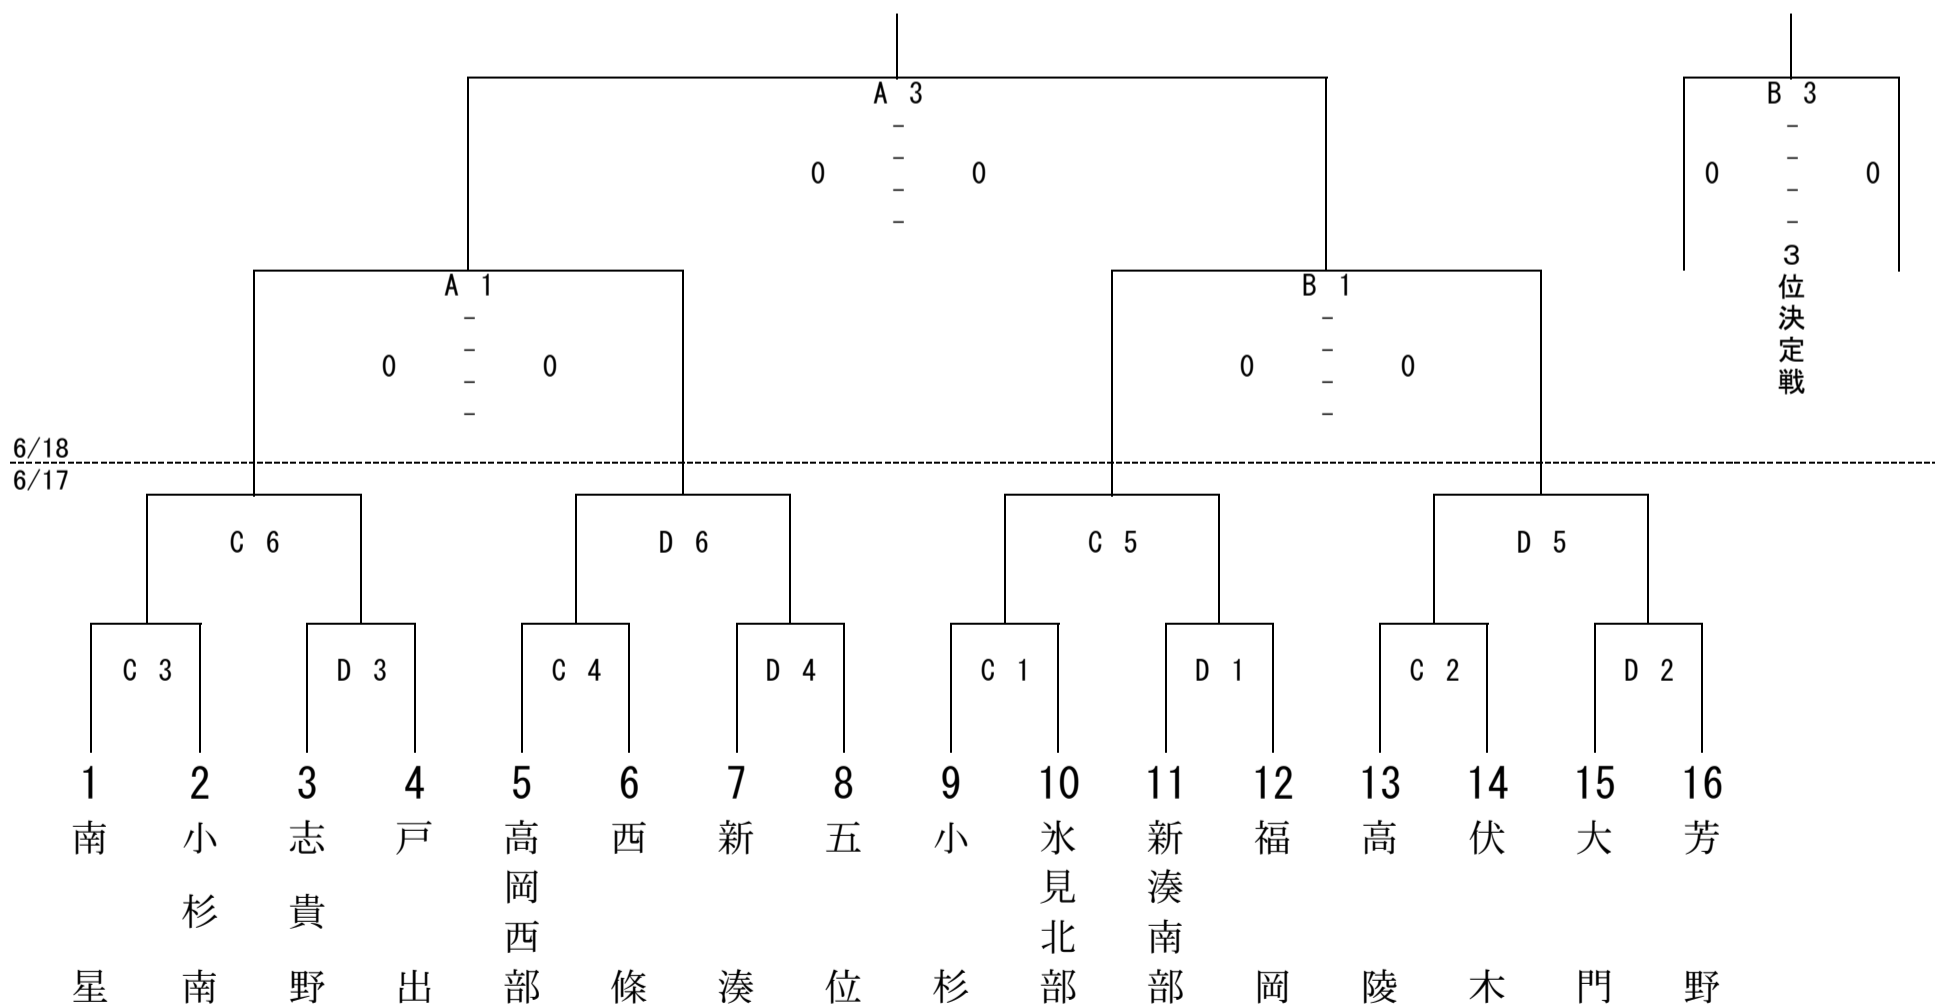 A 3
B 3
－
－
0 － 0
－
－
－
0 － 0
－
3位決定戦
A 1
B 1
－
－
0 － 0
－
－
－
0 － 0
－
6/18
6/17
C 6
D 6
C 5
D 5
C 3
D 3
C 4
D 4
C 1
D 1
C 2
D 2
1 南星
2 小杉南
3 志貴野
4 戸出
5 高岡西部
6 西條
7 新湊
8 五位
9 小杉
10 氷見北部
11 新湊南部
12 福岡
13 高陵
14 伏木
15 大門
16 芳野